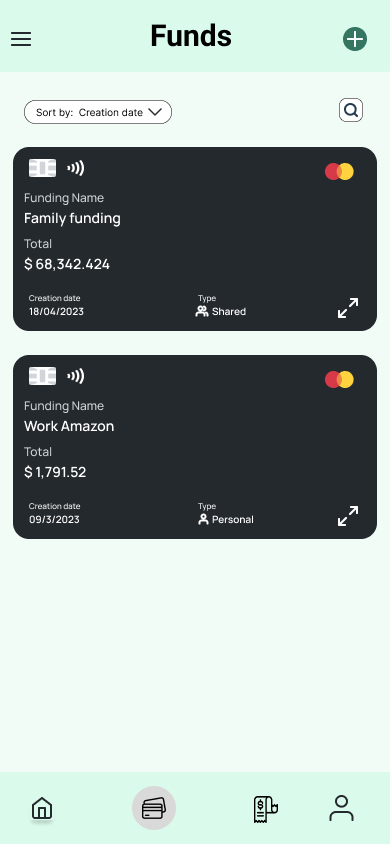 Funds
Sort by: Creation date
Funding Name
Family funding
Total
$ 68,342.424
Creation date
Type
18/04/2023
Shared
Funding Name
Work Amazon
Total
$ 1,791.52
Creation date
Type
09/3/2023
Personal